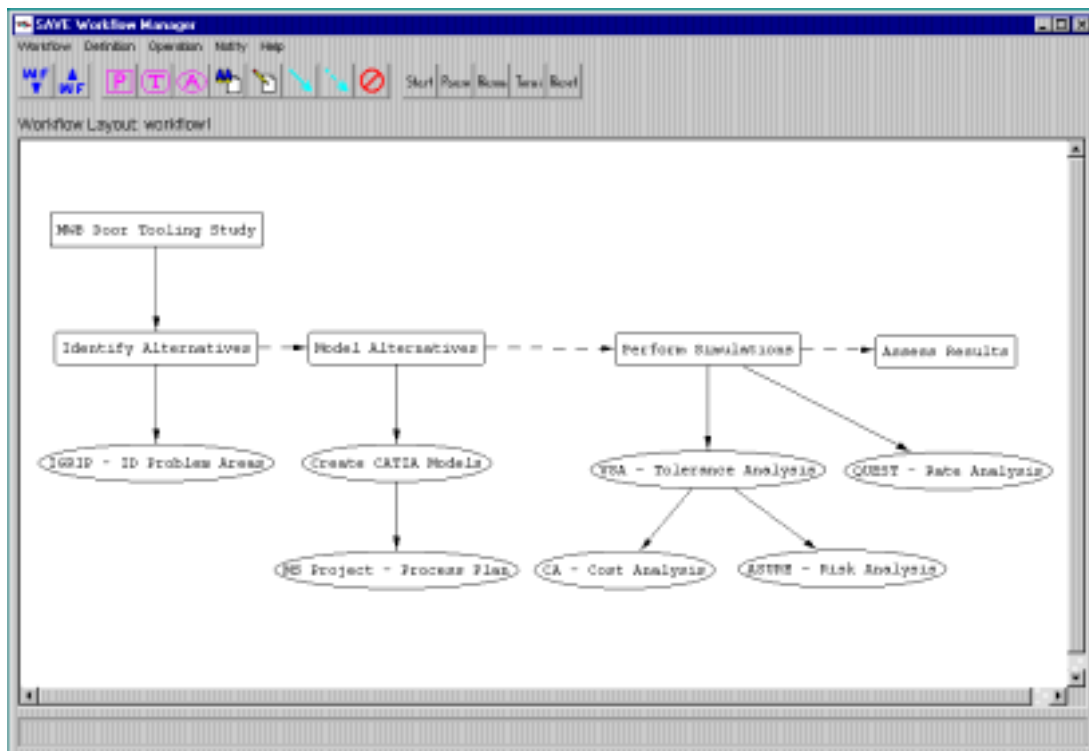 SAVE Workflow Manager
Workflow Definition Operation Notify Help
WF WF P T A Start Pause Resume Reset
Workflow Layout: workflow1
MWB Door Tooling Study
Identify Alternatives Model Alternatives Perform Simulations Assess Results
IGRIP - ID Problem Areas Create CATIA Models VSA - Tolerance Analysis QUEST - Rate Analysis
MS Project - Process Plan CA - Cost Analysis ASURE - Risk Analysis